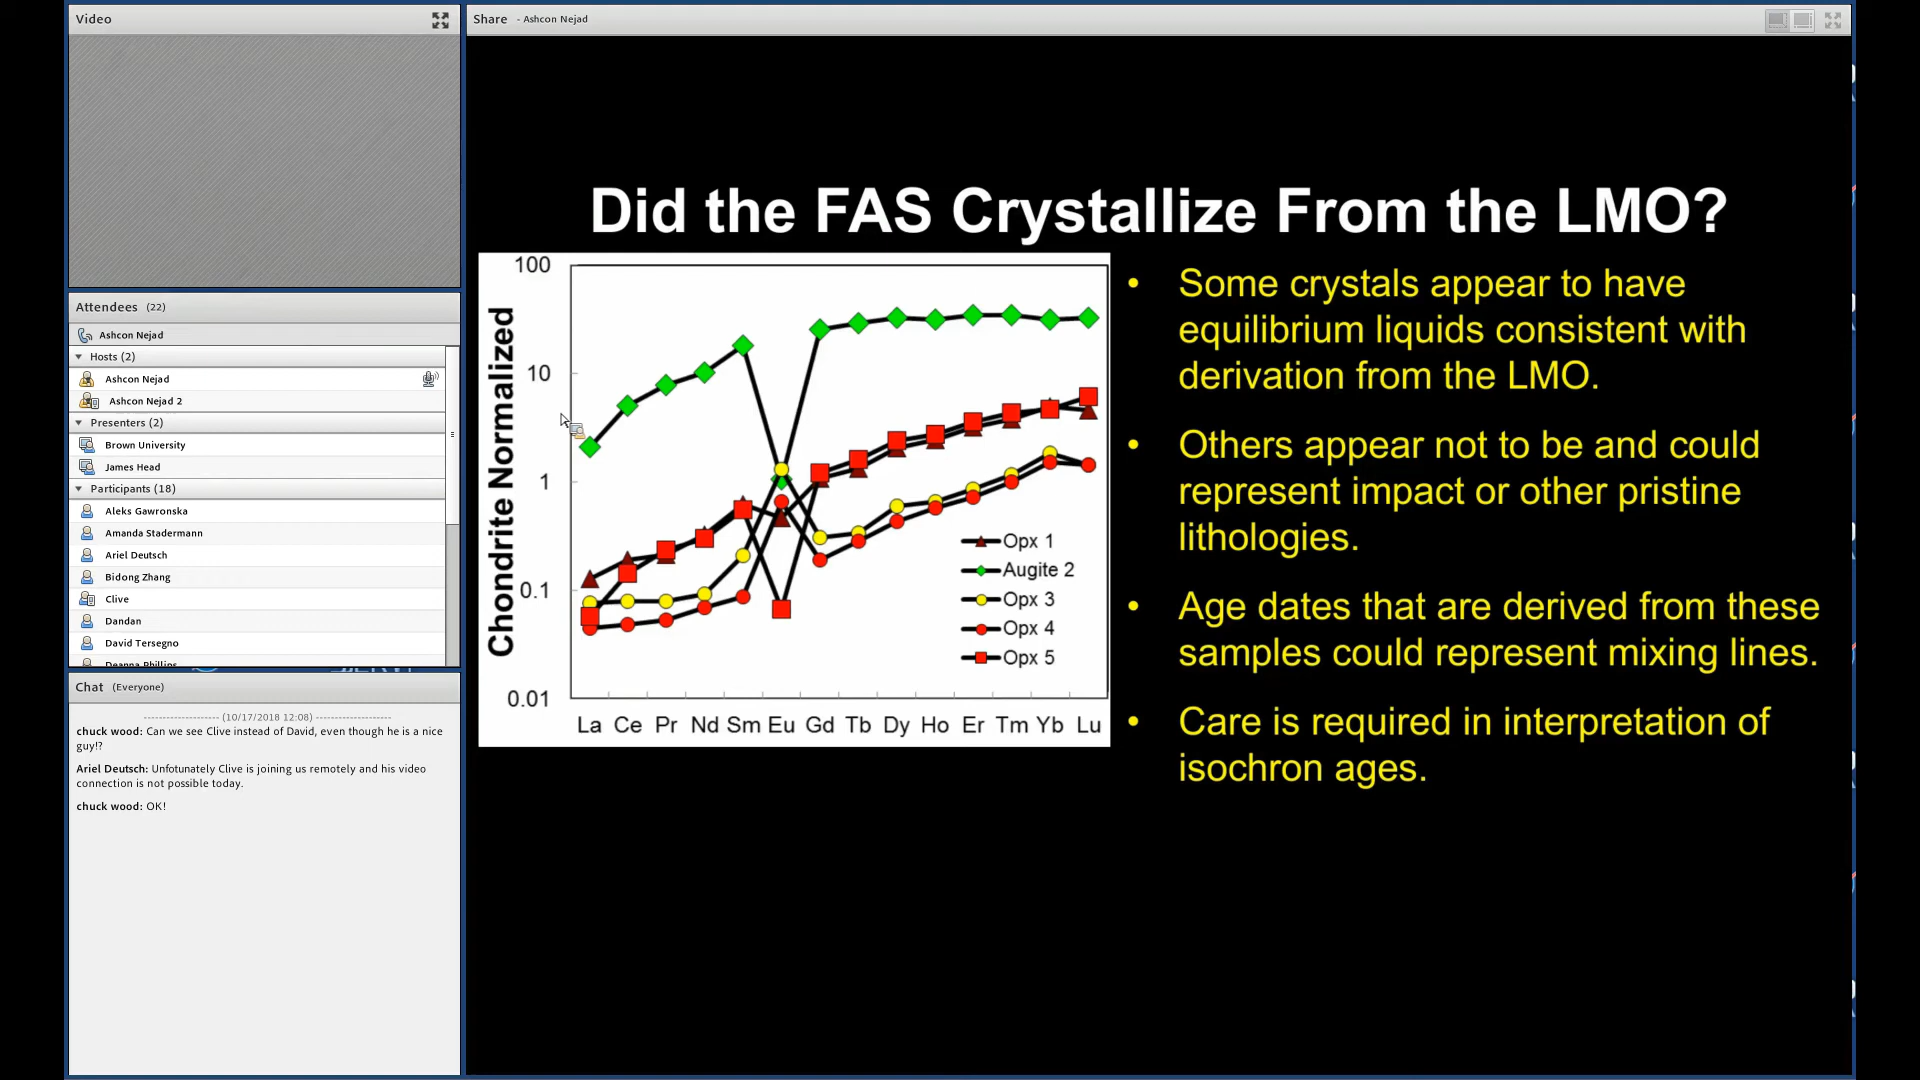 Video
Share - Ashcon Nejad
Attendees (22)
Ashcon Nejad
Hosts (2)
Ashcon Nejad
Ashcon Nejad 2
Presenters (2)
Brown University
James Head
Participants (18)
Aleks Gawronska
Amanda Stadermann
Ariel Deutsch
Bidong Zhang
Clive
Dandan
David Tersegno
Deanna Phillips
Chat (Everyone)
-------------------- (10/17/2018 12:08) --------------------
chuck wood: Can we see Clive instead of David, even though he is a nice
guy!?
Ariel Deutsch: Unfotunately Clive is joining us remotely and his video
connection is not possible today.
chuck wood: OK!
Did the FAS Crystallize From the LMO?
Chondrite Normalized
100
10
1
0.1
0.01
La Ce Pr Nd Sm Eu Gd Tb Dy Ho Er Tm Yb Lu
Opx 1
Augite 2
Opx 3
Opx 4
Opx 5
• Some crystals appear to have
equilibrium liquids consistent with
derivation from the LMO.
• Others appear not to be and could
represent impact or other pristine
lithologies.
• Age dates that are derived from these
samples could represent mixing lines.
• Care is required in interpretation of
isochron ages.